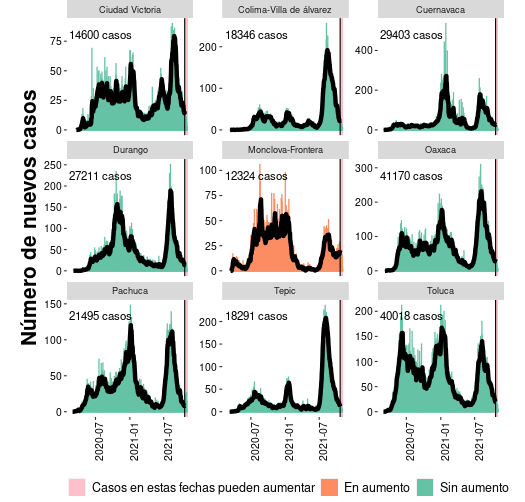 Ciudad Victoria
Colima-Villa de álvarez
Cuernavaca
14600 casos
18346 casos
29403 casos
75
50
25
0
200
100
0
400
200
0
Durango
Monclova-Frontera
Oaxaca
27211 casos
12324 casos
41170 casos
250
200
150
100
50
0
100
75
50
25
0
300
200
100
0
Pachuca
Tepic
Toluca
21495 casos
18291 casos
40018 casos
150
100
50
0
200
150
100
50
0
200
150
100
50
0
2020-07
2021-01
2021-07
2020-07
2021-01
2021-07
2020-07
2021-01
2021-07
Número de nuevos casos
Casos en estas fechas pueden aumentar
En aumento
Sin aumento